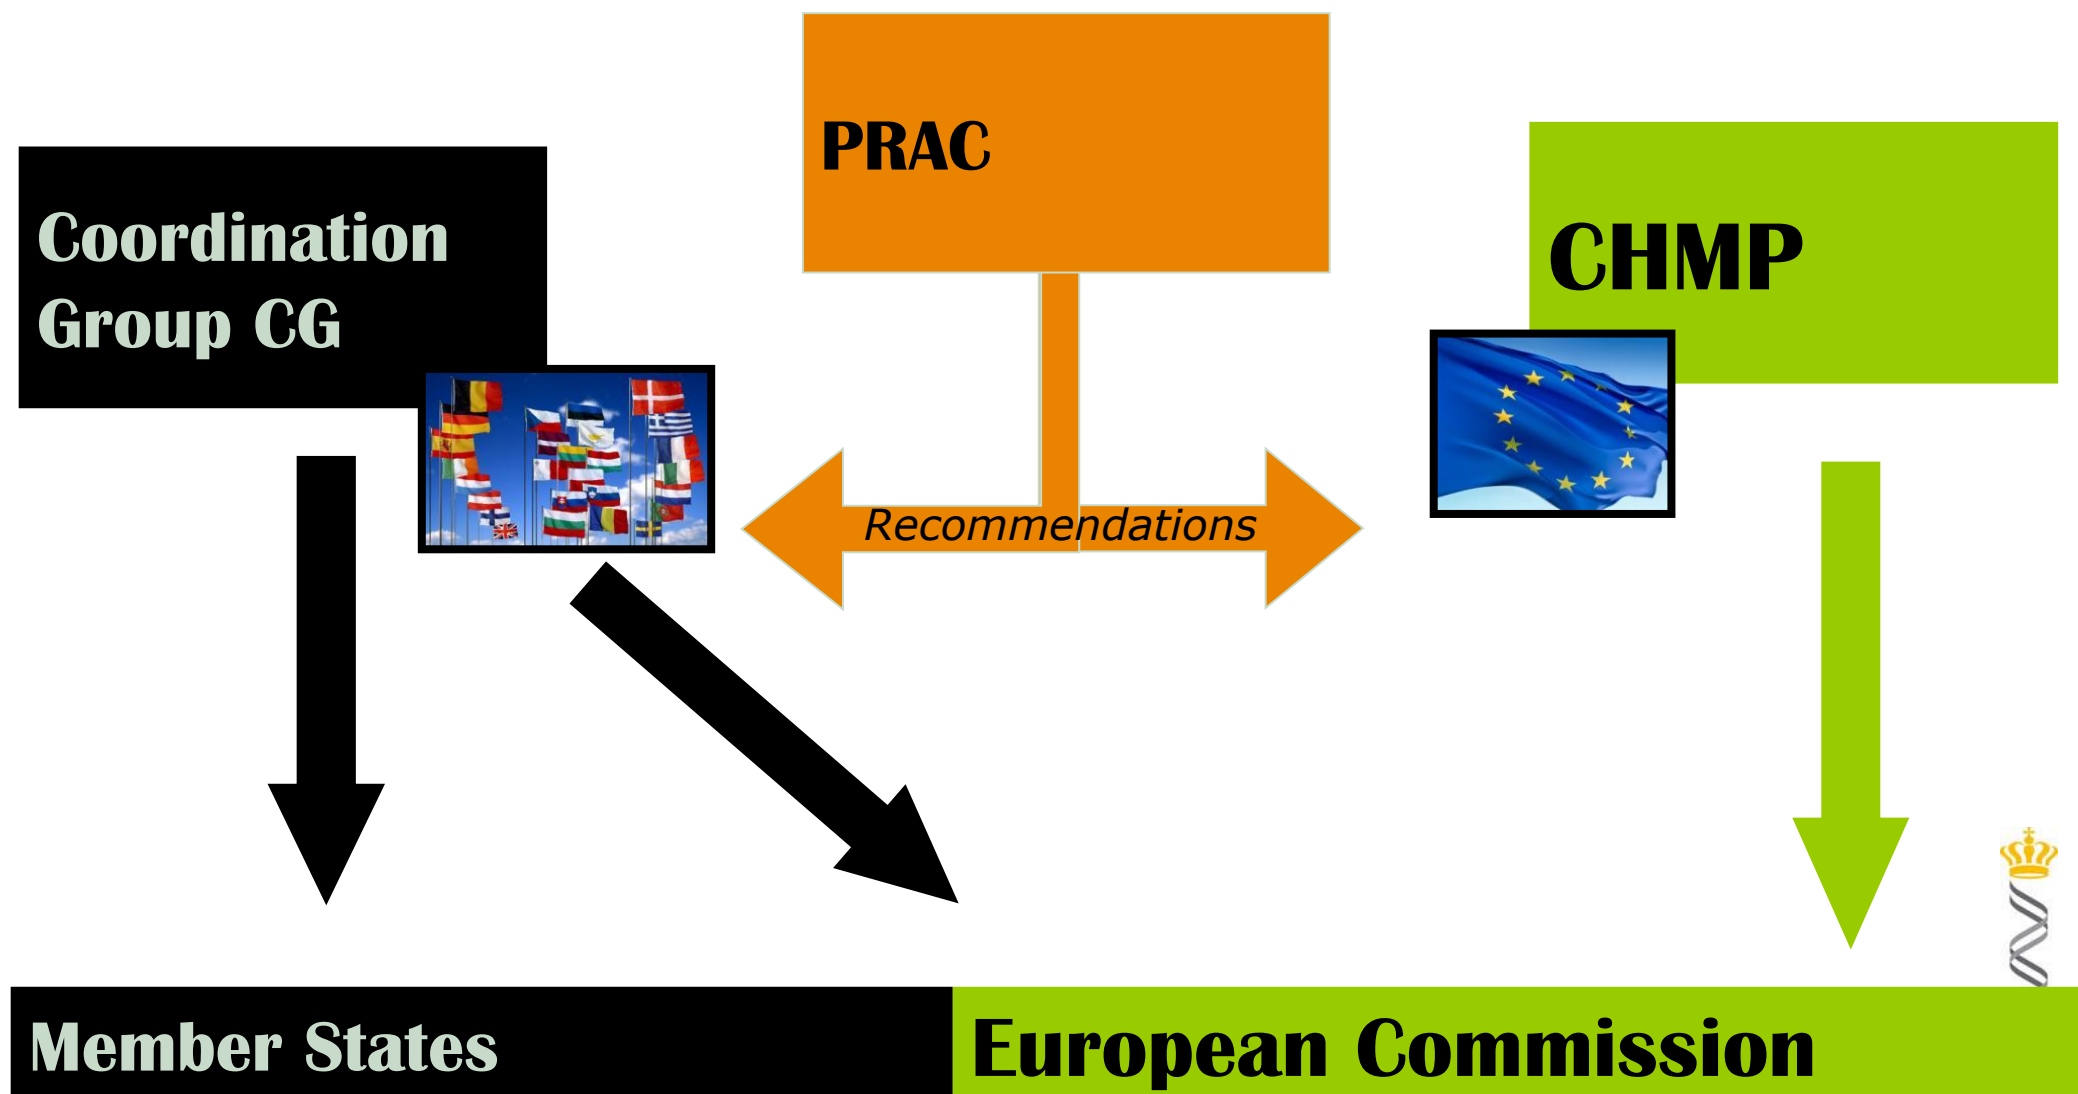 PRAC
Coordination
Group CG
CHMP
Recommendations
Member States
European Commission